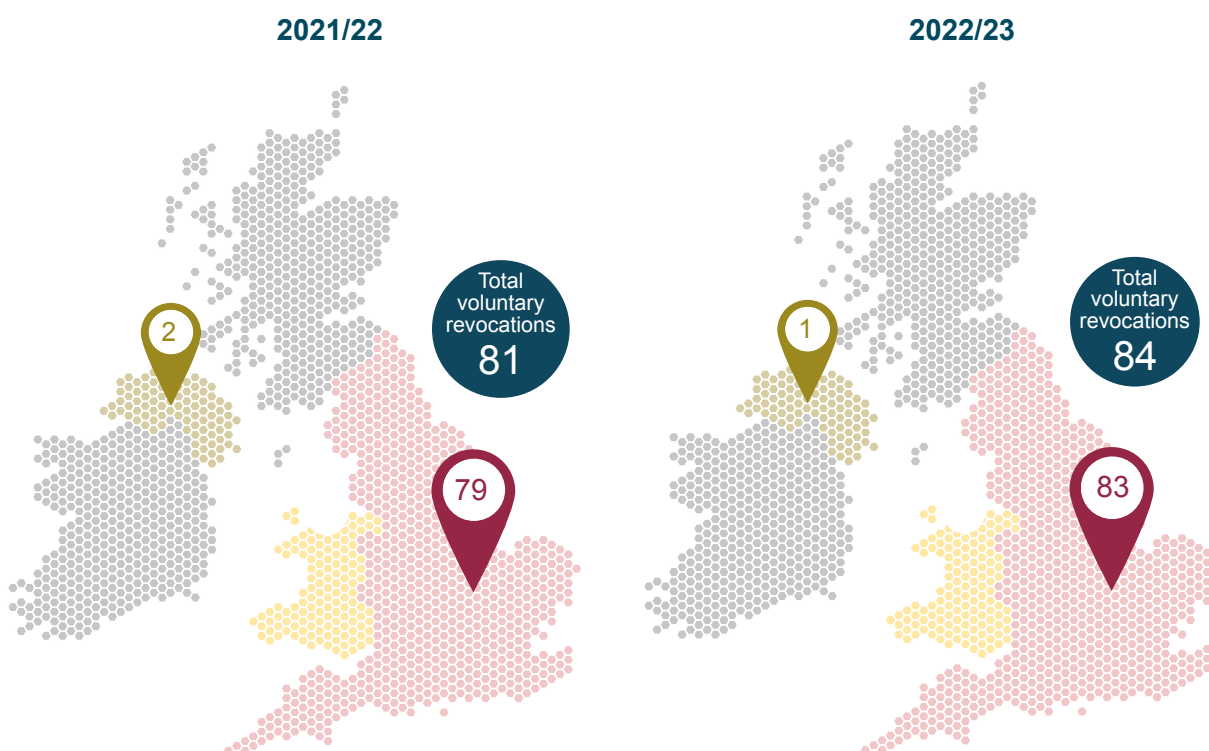 2021/22
Total
voluntary
revocations
81
2
79
2022/23
Total
voluntary
revocations
84
1
83